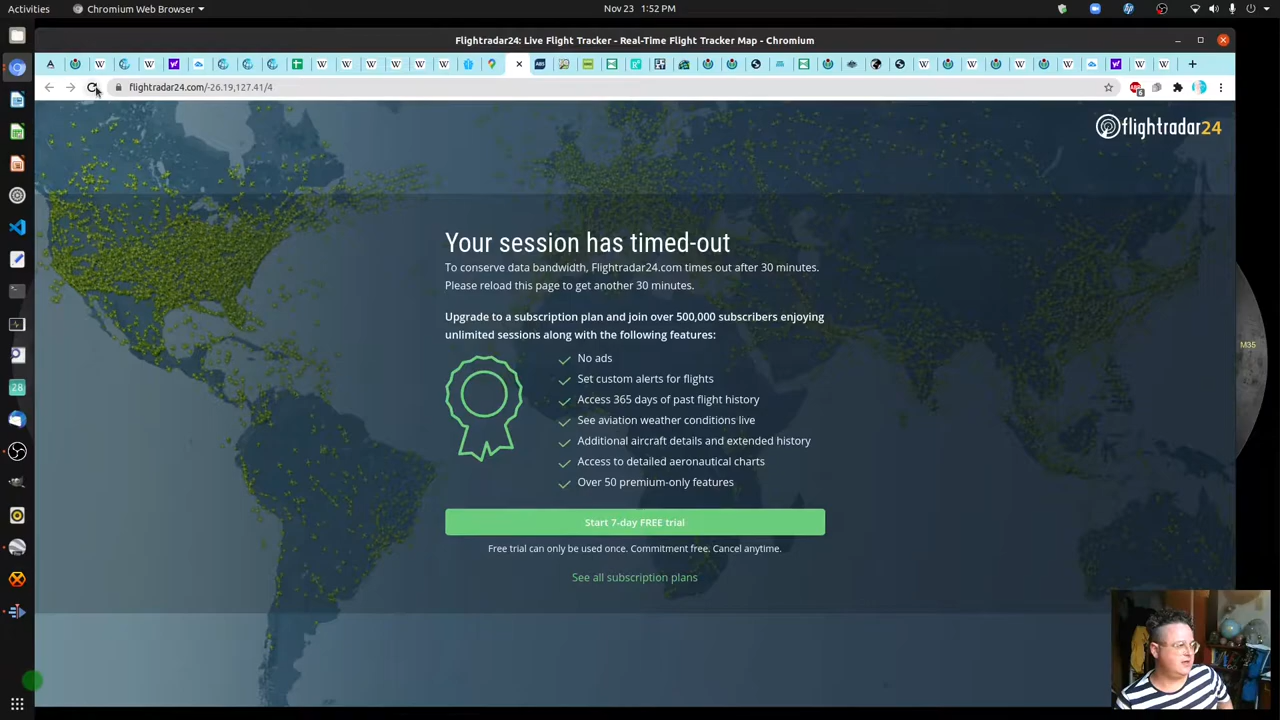 Activities
Chromium Web Browser
Nov 23 1:52 PM
Flightradar24: Live Flight Tracker - Real-Time Flight Tracker Map - Chromium
flightradar24.com/-26.19,127.41/4
flightradar24
Your session has timed-out
To conserve data bandwidth, Flightradar24.com times out after 30 minutes.
Please reload this page to get another 30 minutes.
Upgrade to a subscription plan and join over 500,000 subscribers enjoying
unlimited sessions along with the following features:
No ads
Set custom alerts for flights
Access 365 days of past flight history
See aviation weather conditions live
Additional aircraft details and extended history
Access to detailed aeronautical charts
Over 50 premium-only features
Start 7-day FREE trial
Free trial can only be used once. Commitment free. Cancel anytime.
See all subscription plans
M35
28